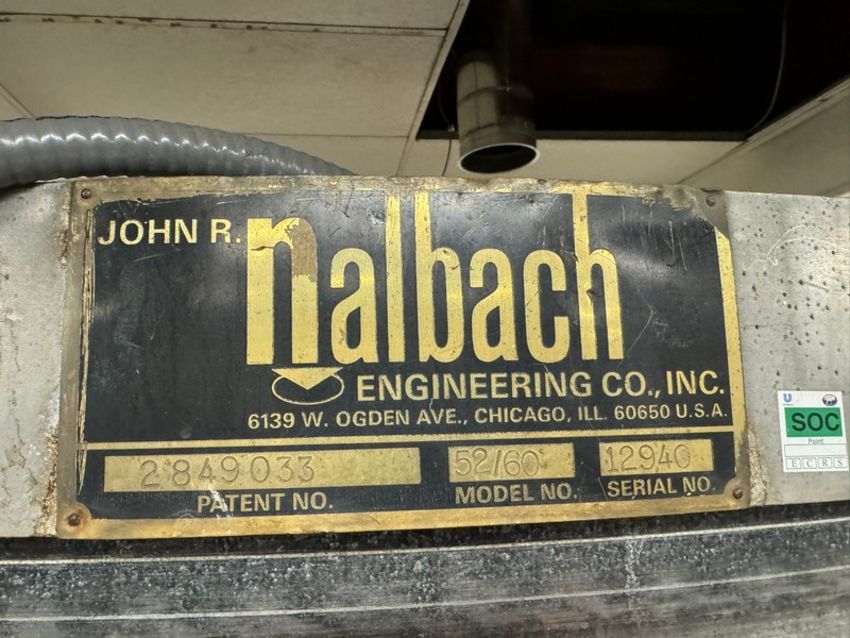 JOHN R. nalbach
ENGINEERING CO., INC.
6139 W. OGDEN AVE., CHICAGO, ILL. 60650 U.S.A.
2849033 52/60 12940
PATENT NO. MODEL NO. SERIAL NO.
U
SOC
Point
E C R S